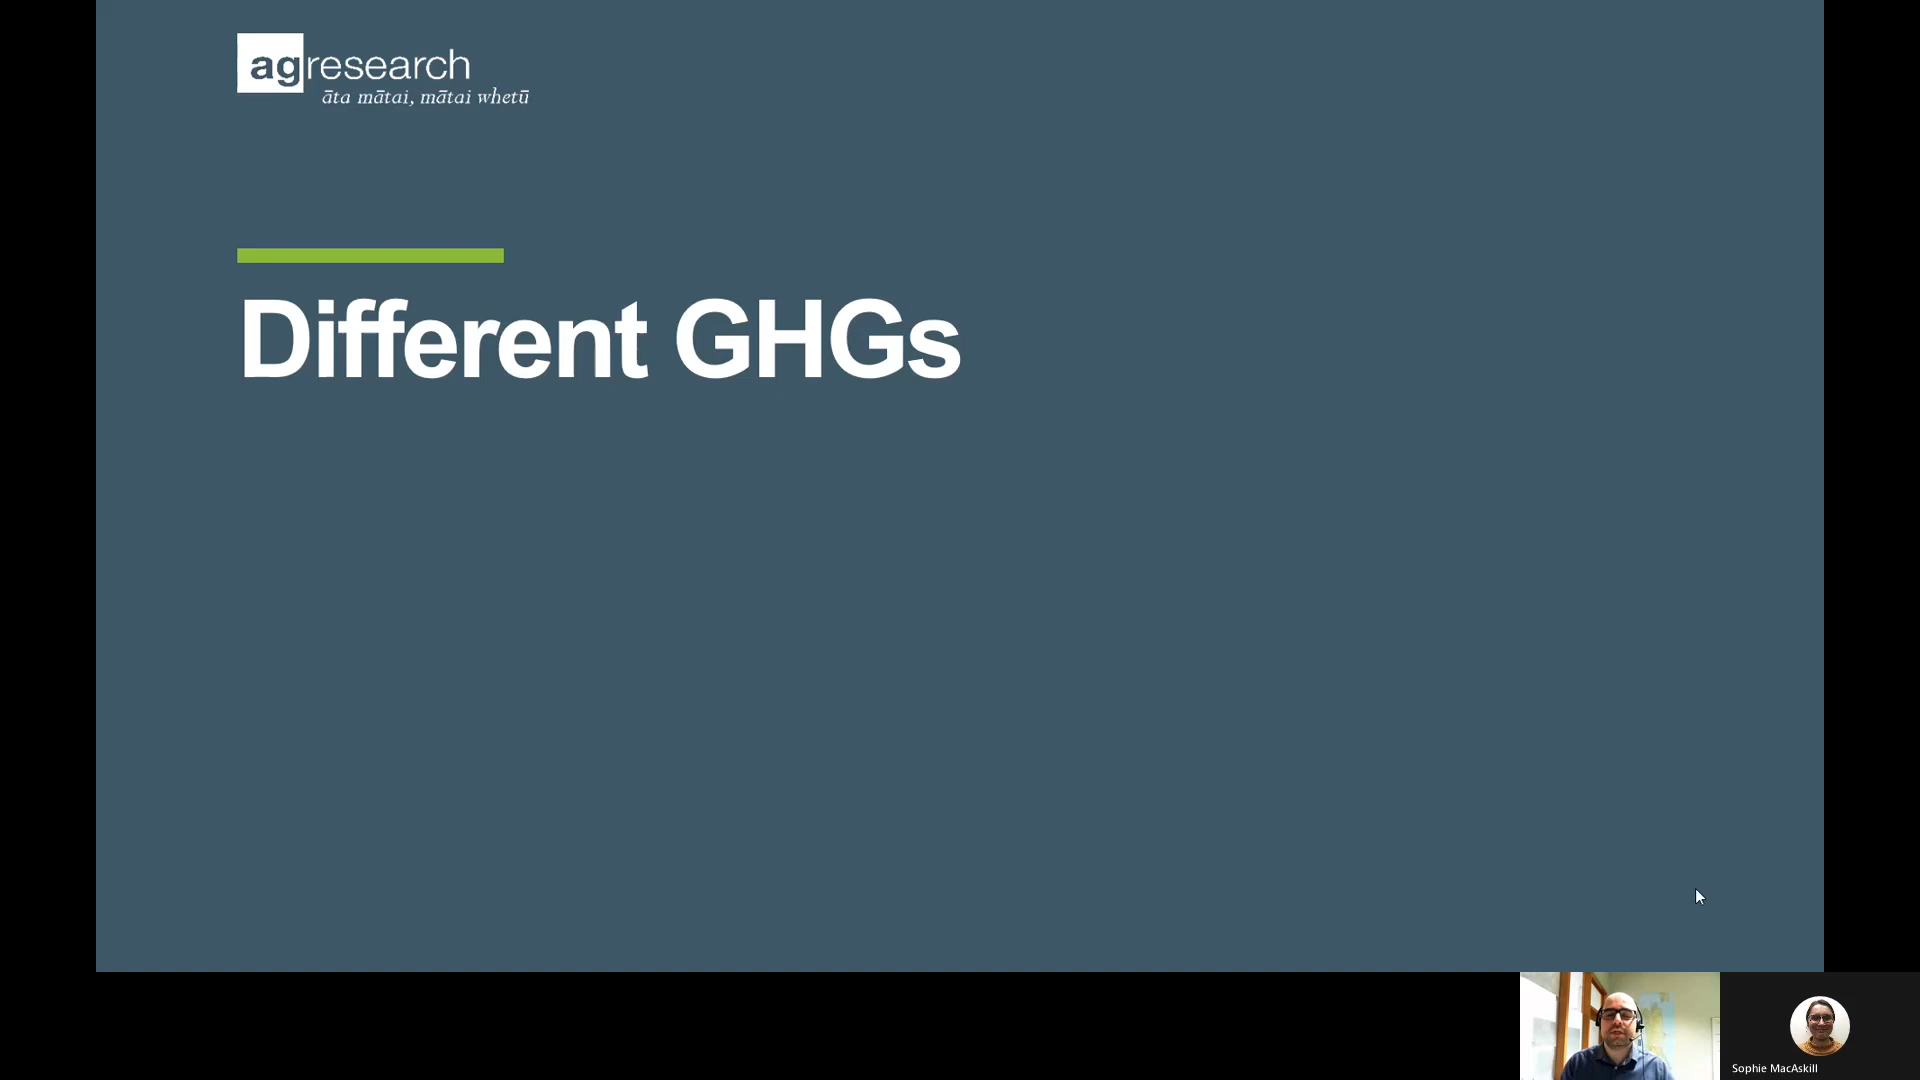 agresearch
āta mātai, mātai whetū
Different GHGs
Sophie MacAskill